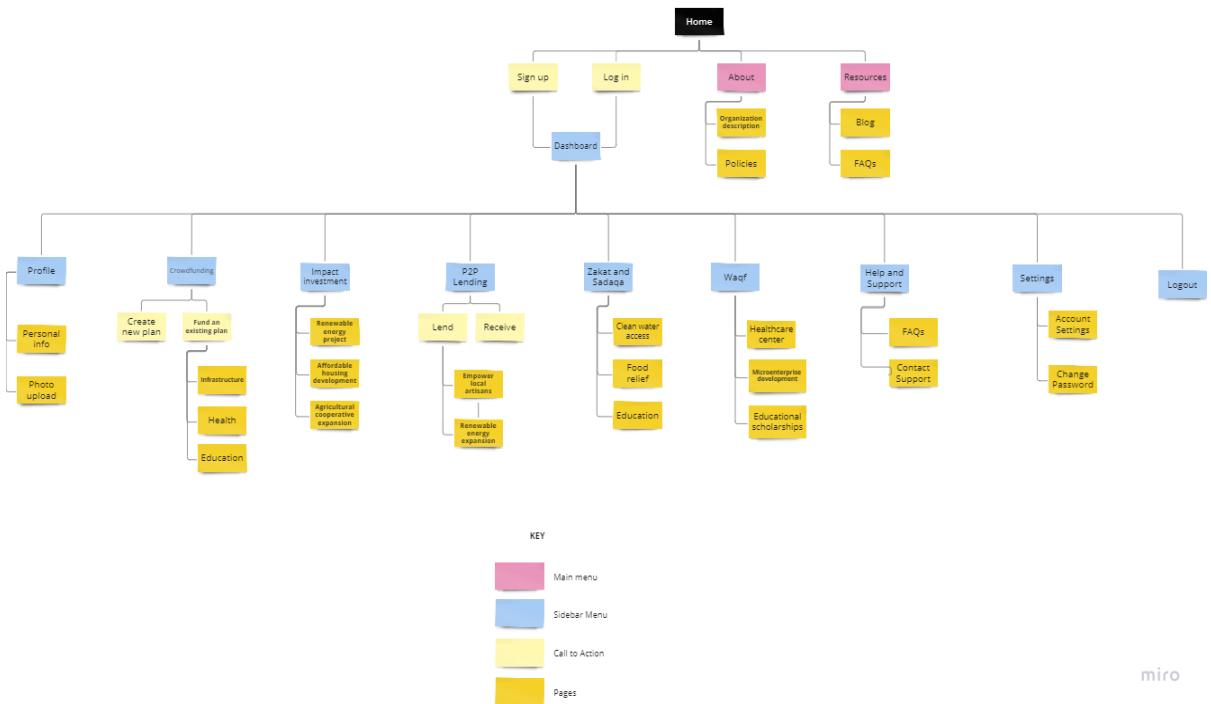 Home
Sign up
Log in
About
Resources
Organization
description
Blog
Dashboard
Policies
FAQs
Profile
Crowdfunding
Impact
investment
P2P
Lending
Zakat and
Sadaqa
Waqf
Help and
Support
Settings
Logout
Personal
info
Photo
upload
Create
new plan
Fund an
existing plan
Infrastructure
Health
Education
Renewable
energy
project
Affordable
housing
development
Agricultural
cooperative
expansion
Lend
Receive
Empower
local
artisans
Renewable
energy
expansion
Clean water
access
Food
relief
Education
Healthcare
center
Microenterprise
development
Educational
scholarships
FAQs
Contact
Support
Account
Settings
Change
Password
KEY
Main menu
Sidebar Menu
Call to Action
Pages
miro